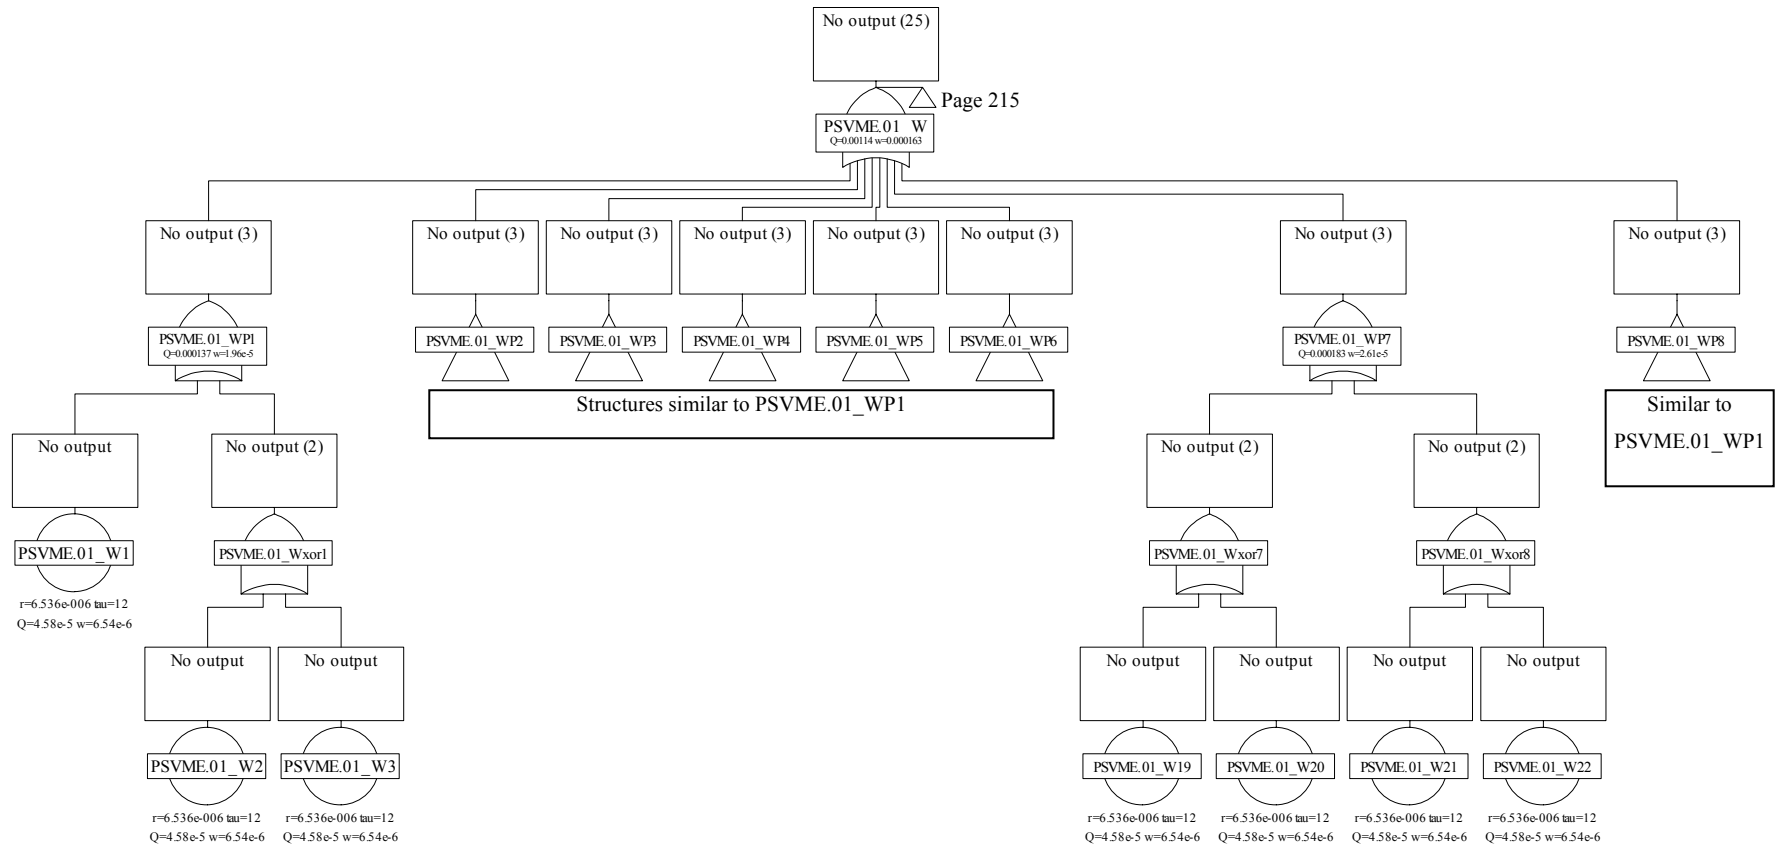 No output (25)
Page 215
PSVME.01_W
Q=0.00114 w=0.000163
No output (3)
No output (3)
No output (3)
No output (3)
No output (3)
No output (3)
No output (3)
No output (3)
PSVME.01_WP1
Q=0.000137 w=1.96e-5
PSVME.01_WP2
PSVME.01_WP3
PSVME.01_WP4
PSVME.01_WP5
PSVME.01_WP6
PSVME.01_WP7
Q=0.000183 w=2.61e-5
PSVME.01_WP8
Structures similar to PSVME.01_WP1
Similar to
PSVME.01_WP1
No output
No output (2)
No output (2)
No output (2)
PSVME.01_W1
r=6.536e-006 tau=12
Q=4.58e-5 w=6.54e-6
PSVME.01_Wxor1
PSVME.01_Wxor7
PSVME.01_Wxor8
No output
No output
No output
No output
No output
No output
PSVME.01_W2
r=6.536e-006 tau=12
Q=4.58e-5 w=6.54e-6
PSVME.01_W3
r=6.536e-006 tau=12
Q=4.58e-5 w=6.54e-6
PSVME.01_W19
r=6.536e-006 tau=12
Q=4.58e-5 w=6.54e-6
PSVME.01_W20
r=6.536e-006 tau=12
Q=4.58e-5 w=6.54e-6
PSVME.01_W21
r=6.536e-006 tau=12
Q=4.58e-5 w=6.54e-6
PSVME.01_W22
r=6.536e-006 tau=12
Q=4.58e-5 w=6.54e-6